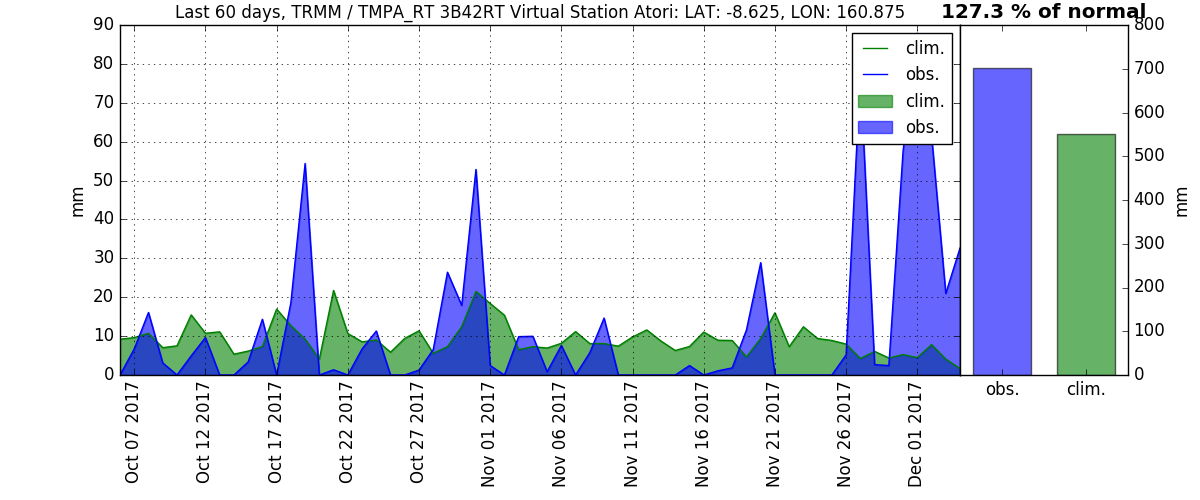 Last 60 days, TRMM / TMPA_RT 3B42RT Virtual Station Atori: LAT: -8.625, LON: 160.875
127.3 % of normal
90
80
70
60
50
40
30
20
10
0
mm
clim.
obs.
clim.
obs.
800
700
600
500
400
300
200
100
0
mm
obs.
clim.
Oct 07 2017
Oct 12 2017
Oct 17 2017
Oct 22 2017
Oct 27 2017
Nov 01 2017
Nov 06 2017
Nov 11 2017
Nov 16 2017
Nov 21 2017
Nov 26 2017
Dec 01 2017